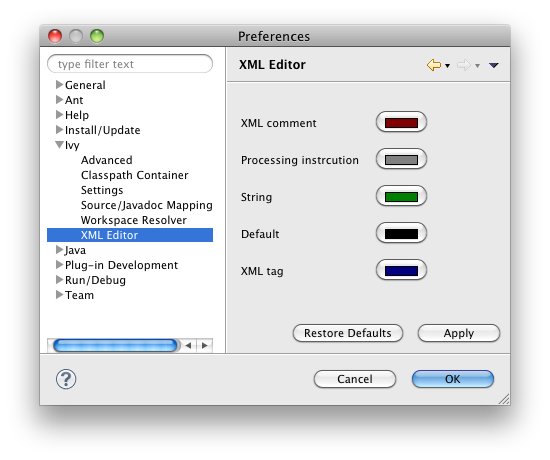 Preferences
type filter text
General
Ant
Help
Install/Update
Ivy
Advanced
Classpath Container
Settings
Source/Javadoc Mapping
Workspace Resolver
XML Editor
Java
Plug-in Development
Run/Debug
Team
XML Editor
XML comment
Processing instrcution
String
Default
XML tag
Restore Defaults
Apply
?
Cancel
OK